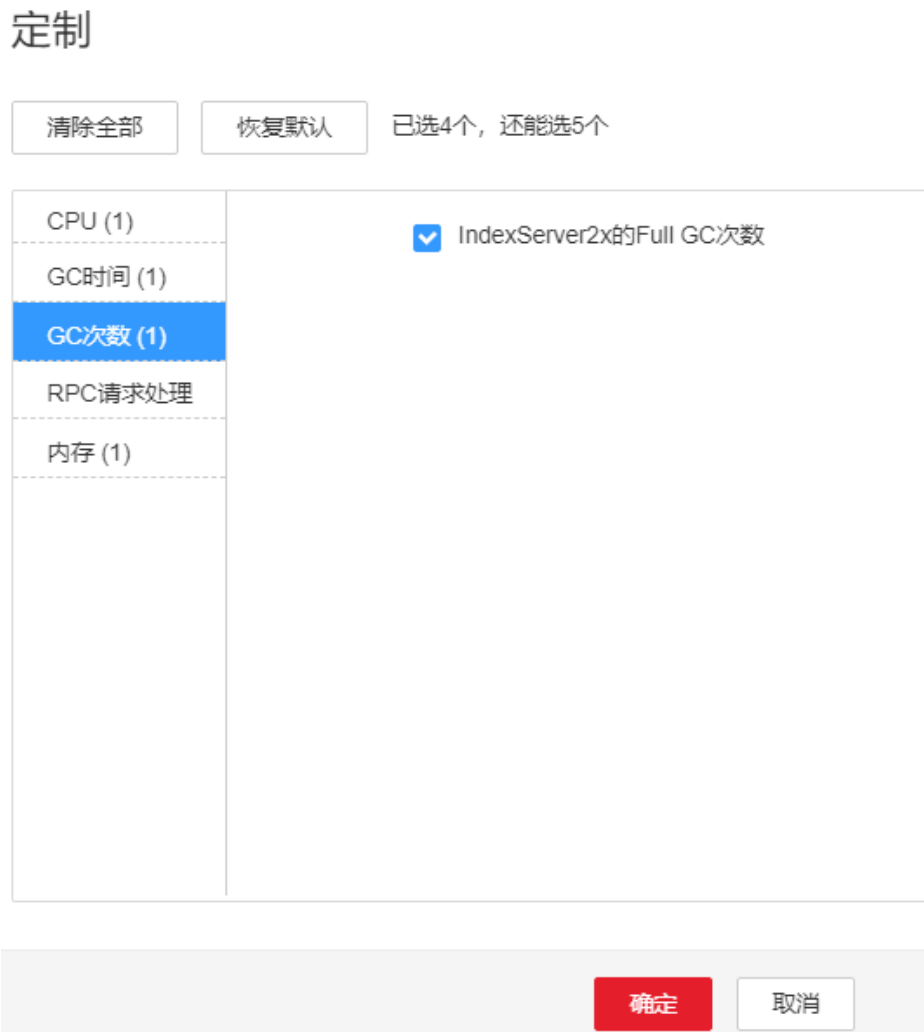 定制
清除全部
恢复默认
已选4个，还能选5个
CPU (1)
GC时间 (1)
GC次数 (1)
RPC请求处理
内存 (1)
IndexServer2x的Full GC次数
确定
取消